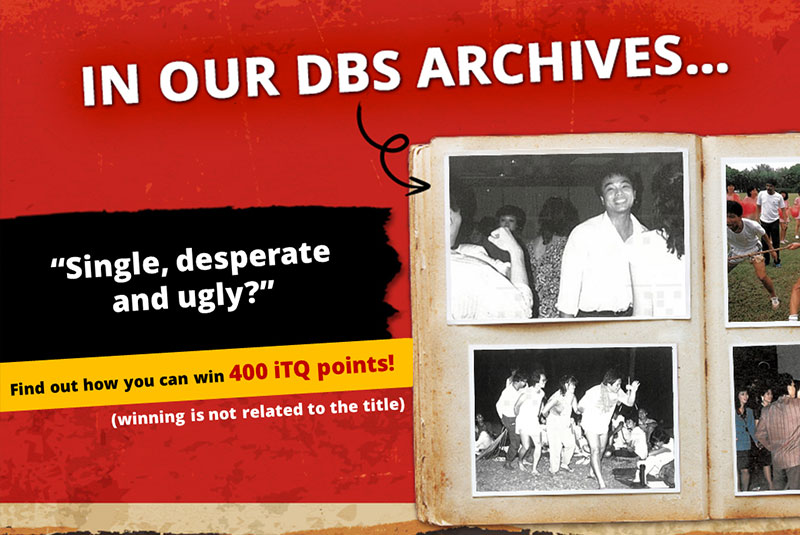 IN OUR DBS ARCHIVES...
“Single, desperate
and ugly?”
Find out how you can win 400 iTQ points!
(winning is not related to the title)